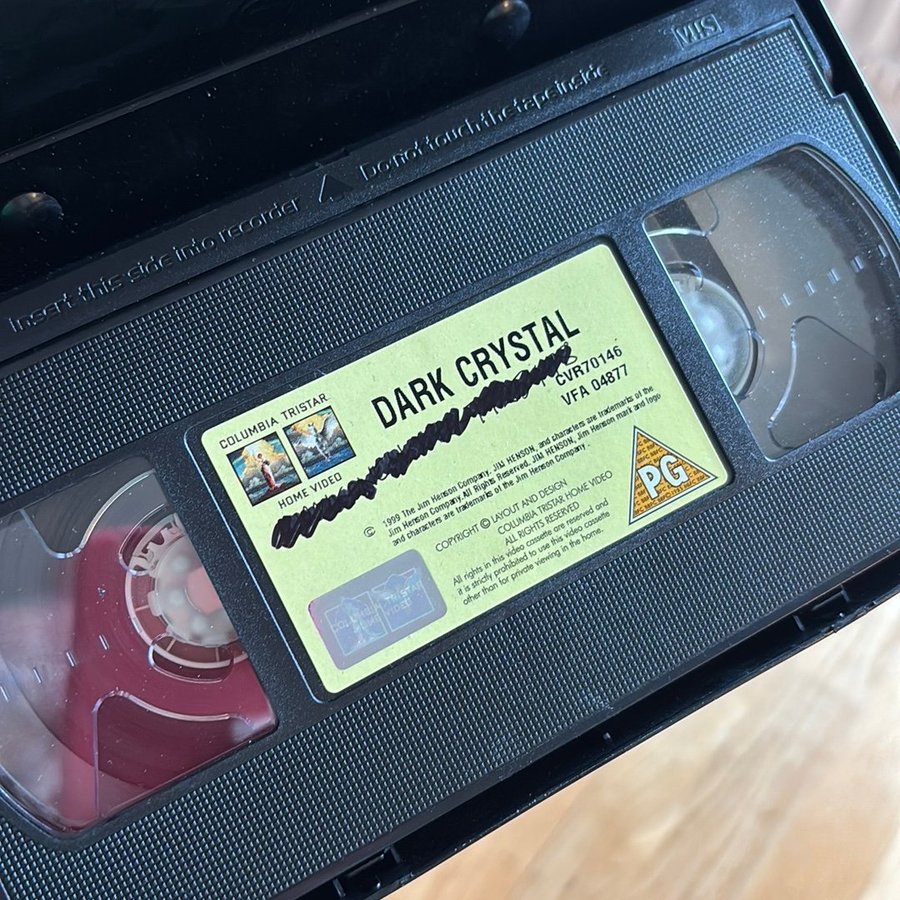 VHS
Insert this side into recorder Do not touch the tape inside
COLUMBIA TRISTAR
HOME VIDEO
DARK CRYSTAL
CVR70146
VFA 04877
© 1999 The Jim Henson Company. JIM HENSON, and characters are trademarks of the
Jim Henson Company. All Rights Reserved. JIM HENSON, Jim Henson mark and logo
and characters are trademarks of the Jim Henson Company.
COPYRIGHT © LAYOUT AND DESIGN
COLUMBIA TRISTAR HOME VIDEO
ALL RIGHTS RESERVED
All rights in this video cassette are reserved and
it is strictly prohibited to use this video cassette
other than for private viewing in the home.
PG
COLUMBIA TRISTAR
HOME VIDEO